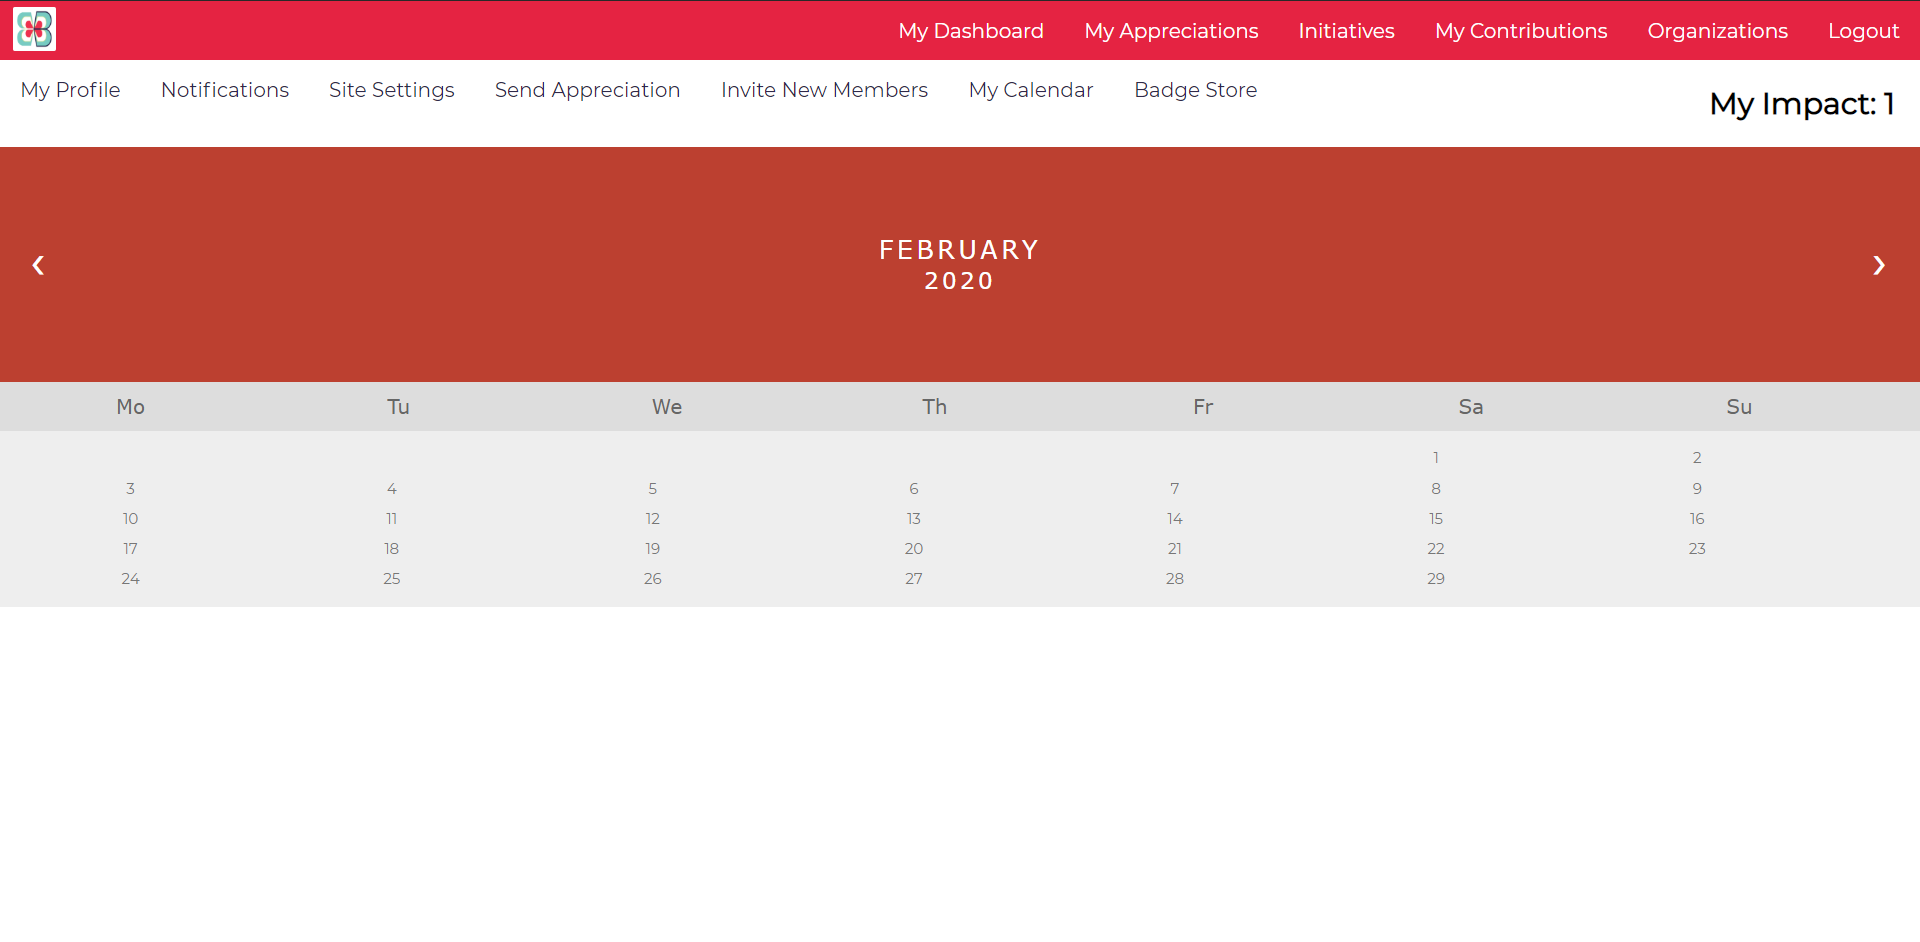 My Dashboard My Appreciations Initiatives My Contributions Organizations Logout
My Profile Notifications Site Settings Send Appreciation Invite New Members My Calendar Badge Store
My Impact: 1
❮ FEBRUARY ❯
2020
Mo Tu We Th Fr Sa Su
1 2
3 4 5 6 7 8 9
10 11 12 13 14 15 16
17 18 19 20 21 22 23
24 25 26 27 28 29